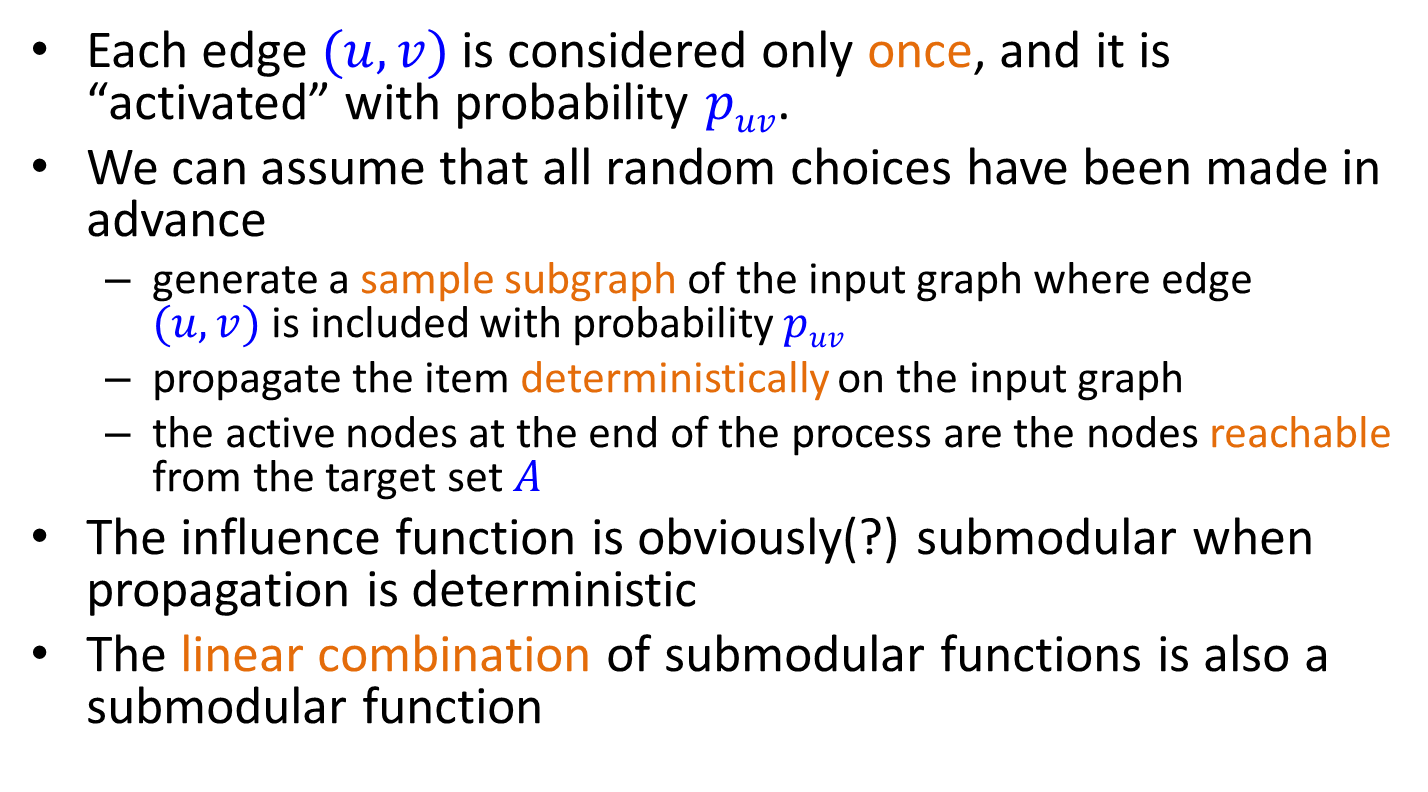 • Each edge (u, v) is considered only once, and it is
“activated” with probability p_{uv}.
• We can assume that all random choices have been made in
advance
– generate a sample subgraph of the input graph where edge
(u, v) is included with probability p_{uv}
– propagate the item deterministically on the input graph
– the active nodes at the end of the process are the nodes reachable
from the target set A
• The influence function is obviously(?) submodular when
propagation is deterministic
• The linear combination of submodular functions is also a
submodular function